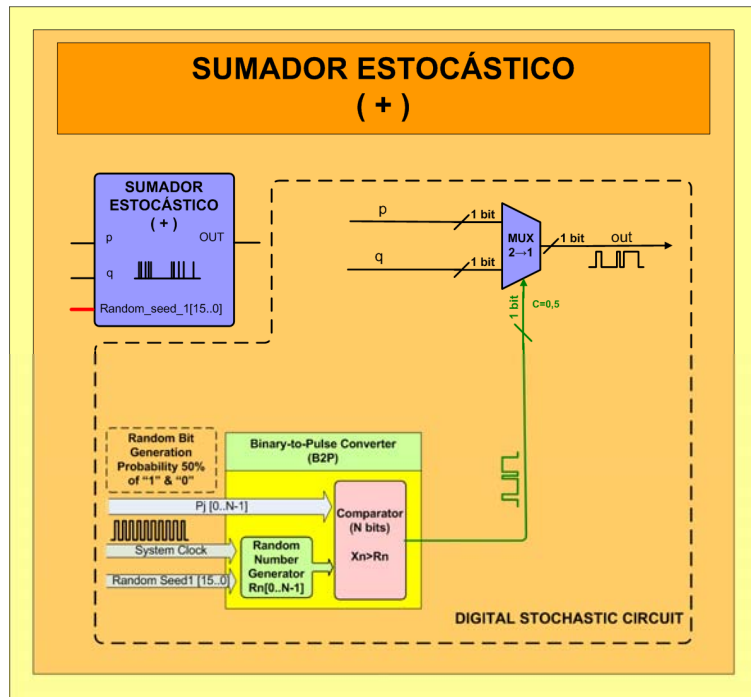 SUMADOR ESTOCÁSTICO
( + )
SUMADOR
ESTOCÁSTICO
( + )
p
OUT
q
Random_seed_1[15..0]
p
1 bit
q
1 bit
MUX
2→1
1 bit
out
1 bit
C=0,5
Random Bit
Generation
Probability 50%
of “1” & “0”
Binary-to-Pulse Converter
(B2P)
Pj [0..N-1]
System Clock
Random Seed1 [15..0]
Random
Number
Generator
Rn[0..N-1]
Comparator
(N bits)
Xn>Rn
DIGITAL STOCHASTIC CIRCUIT